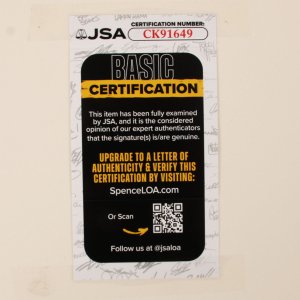 JSA
CERTIFICATION NUMBER:
CK91649
BASIC
CERTIFICATION
This item has been fully examined
by JSA, and it is the considered
opinion of our expert authenticators
that the signature(s) is/are genuine.
UPGRADE TO A LETTER OF
AUTHENTICITY & VERIFY THIS
CERTIFICATION BY VISITING:
SpenceLOA.com
Or Scan
Follow us at @jsaloa